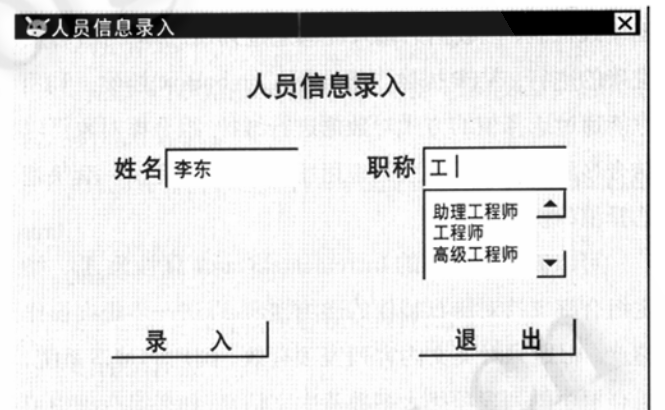 人员信息录入
人员信息录入
姓名 李东 职称 工
助理工程师
工程师
高级工程师
录 入 退 出